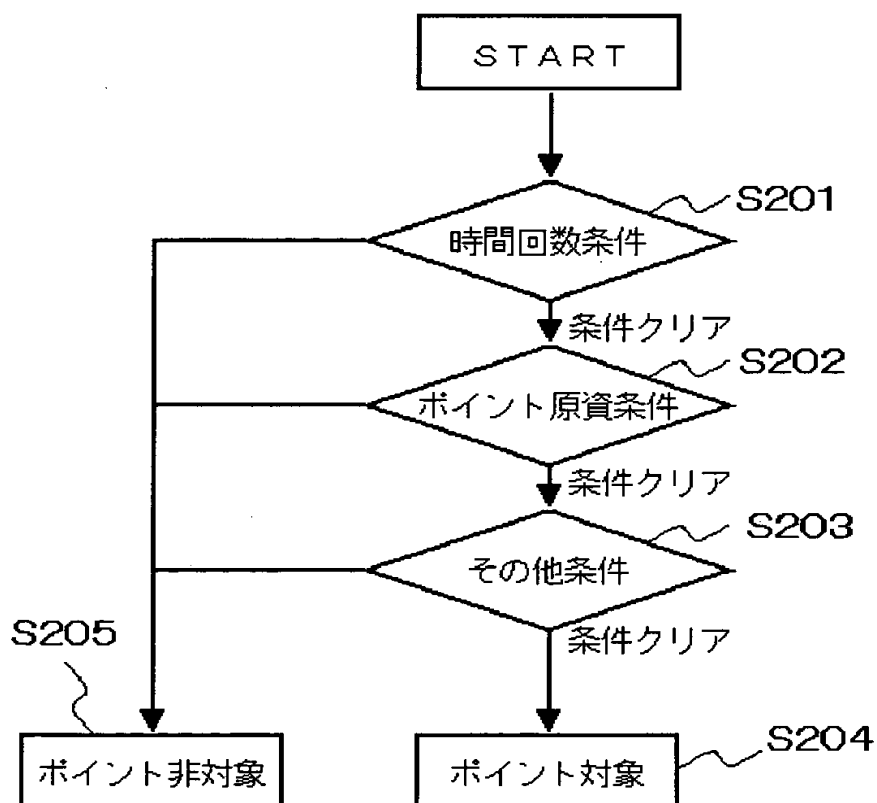 START
S201
時間回数条件
条件クリア
S202
ポイント原資条件
条件クリア
S203
その他条件
条件クリア
S205
ポイント非対象
S204
ポイント対象